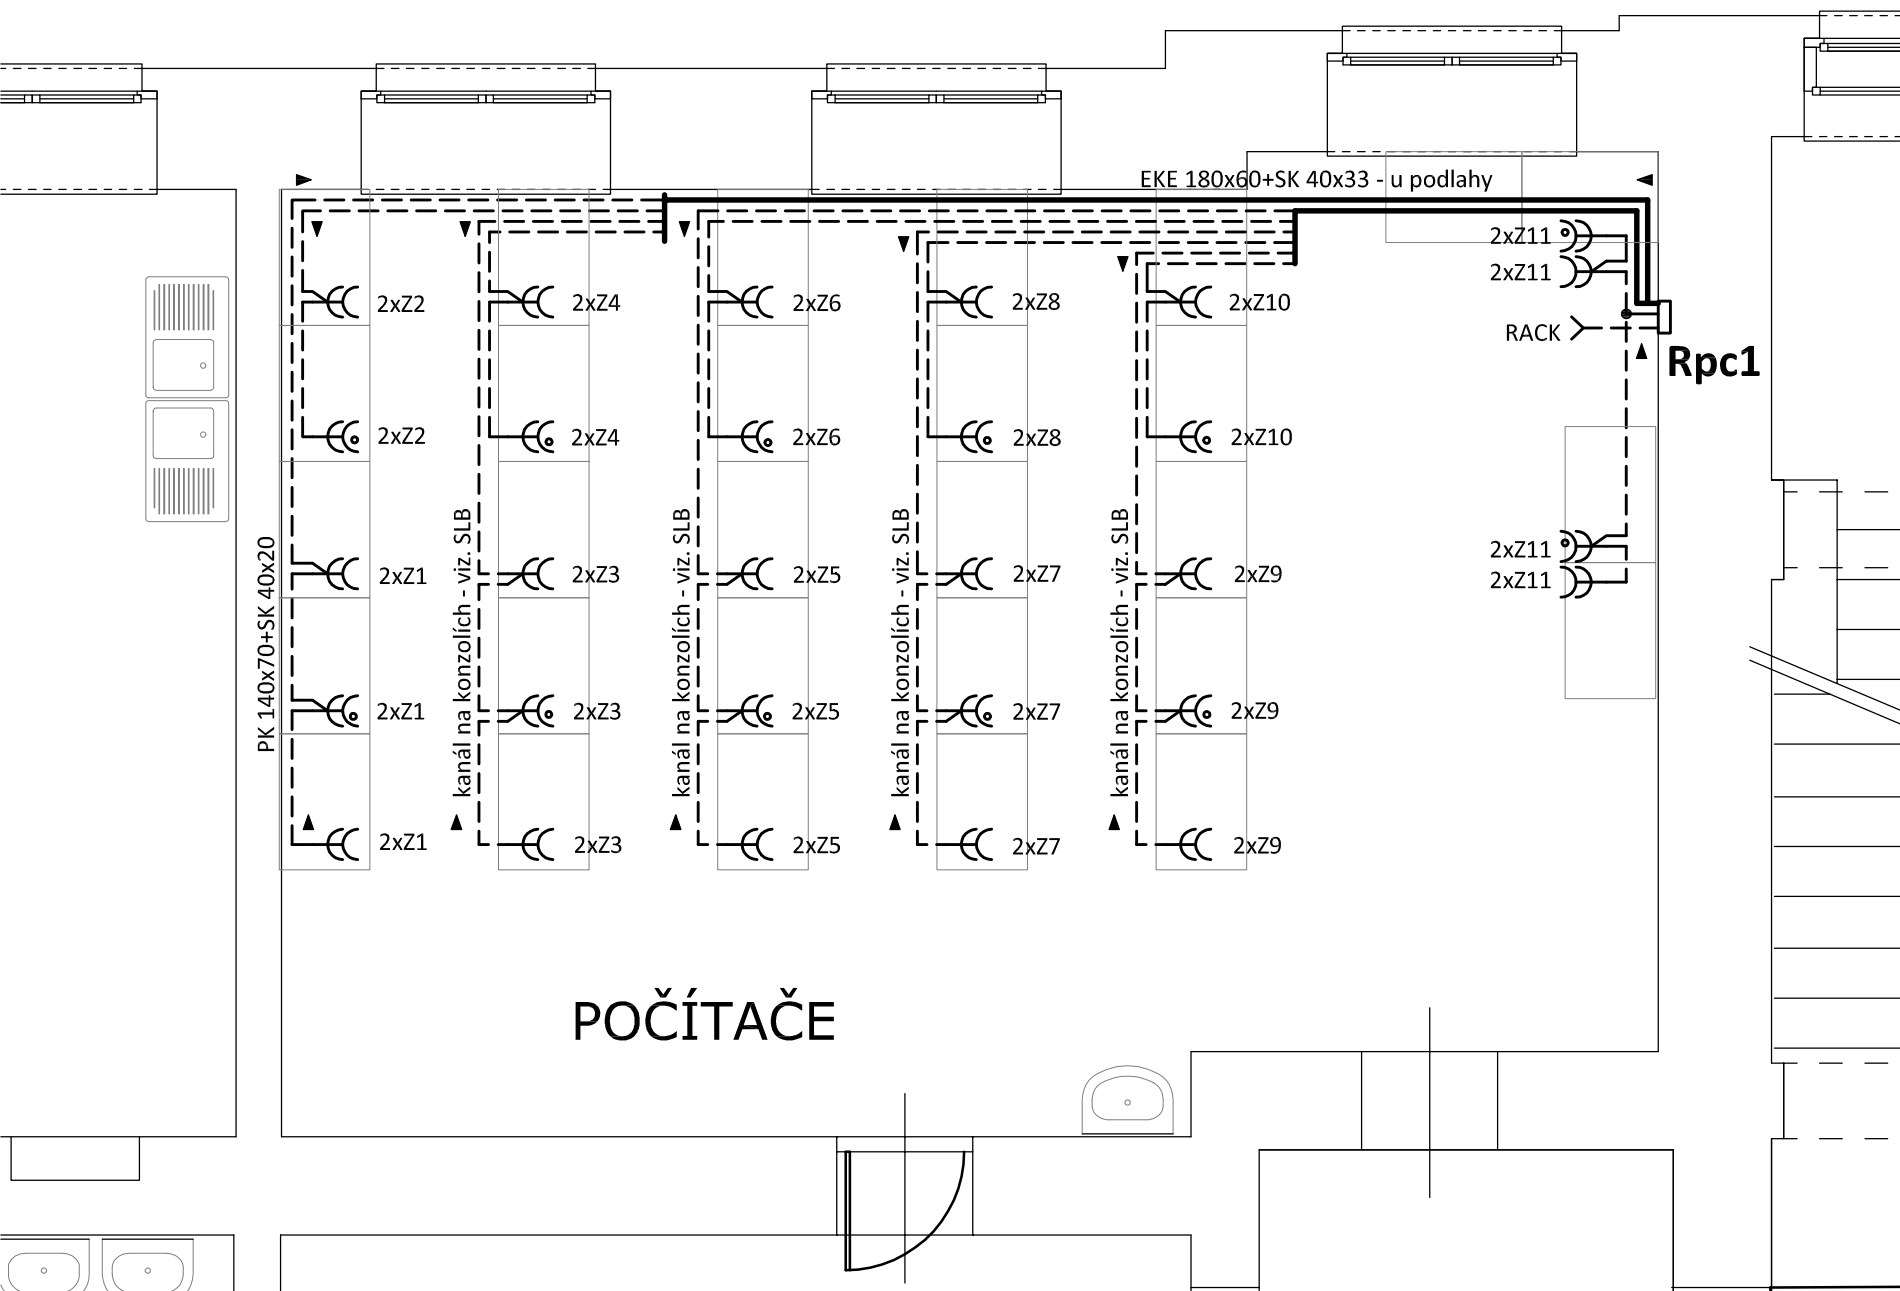 EKE 180x60+SK 40x33 - u podlahy
2xZ11
2xZ11
2xZ2
2xZ4
2xZ6
2xZ8
2xZ10
RACK
Rpc1
2xZ2
2xZ4
2xZ6
2xZ8
2xZ10
PK 140x70+SK 40x20
kanál na konzolích - viz. SLB
kanál na konzolích - viz. SLB
kanál na konzolích - viz. SLB
kanál na konzolích - viz. SLB
2xZ11
2xZ11
2xZ1
2xZ3
2xZ5
2xZ7
2xZ9
2xZ1
2xZ3
2xZ5
2xZ7
2xZ9
2xZ1
2xZ3
2xZ5
2xZ7
2xZ9
POČÍTAČE